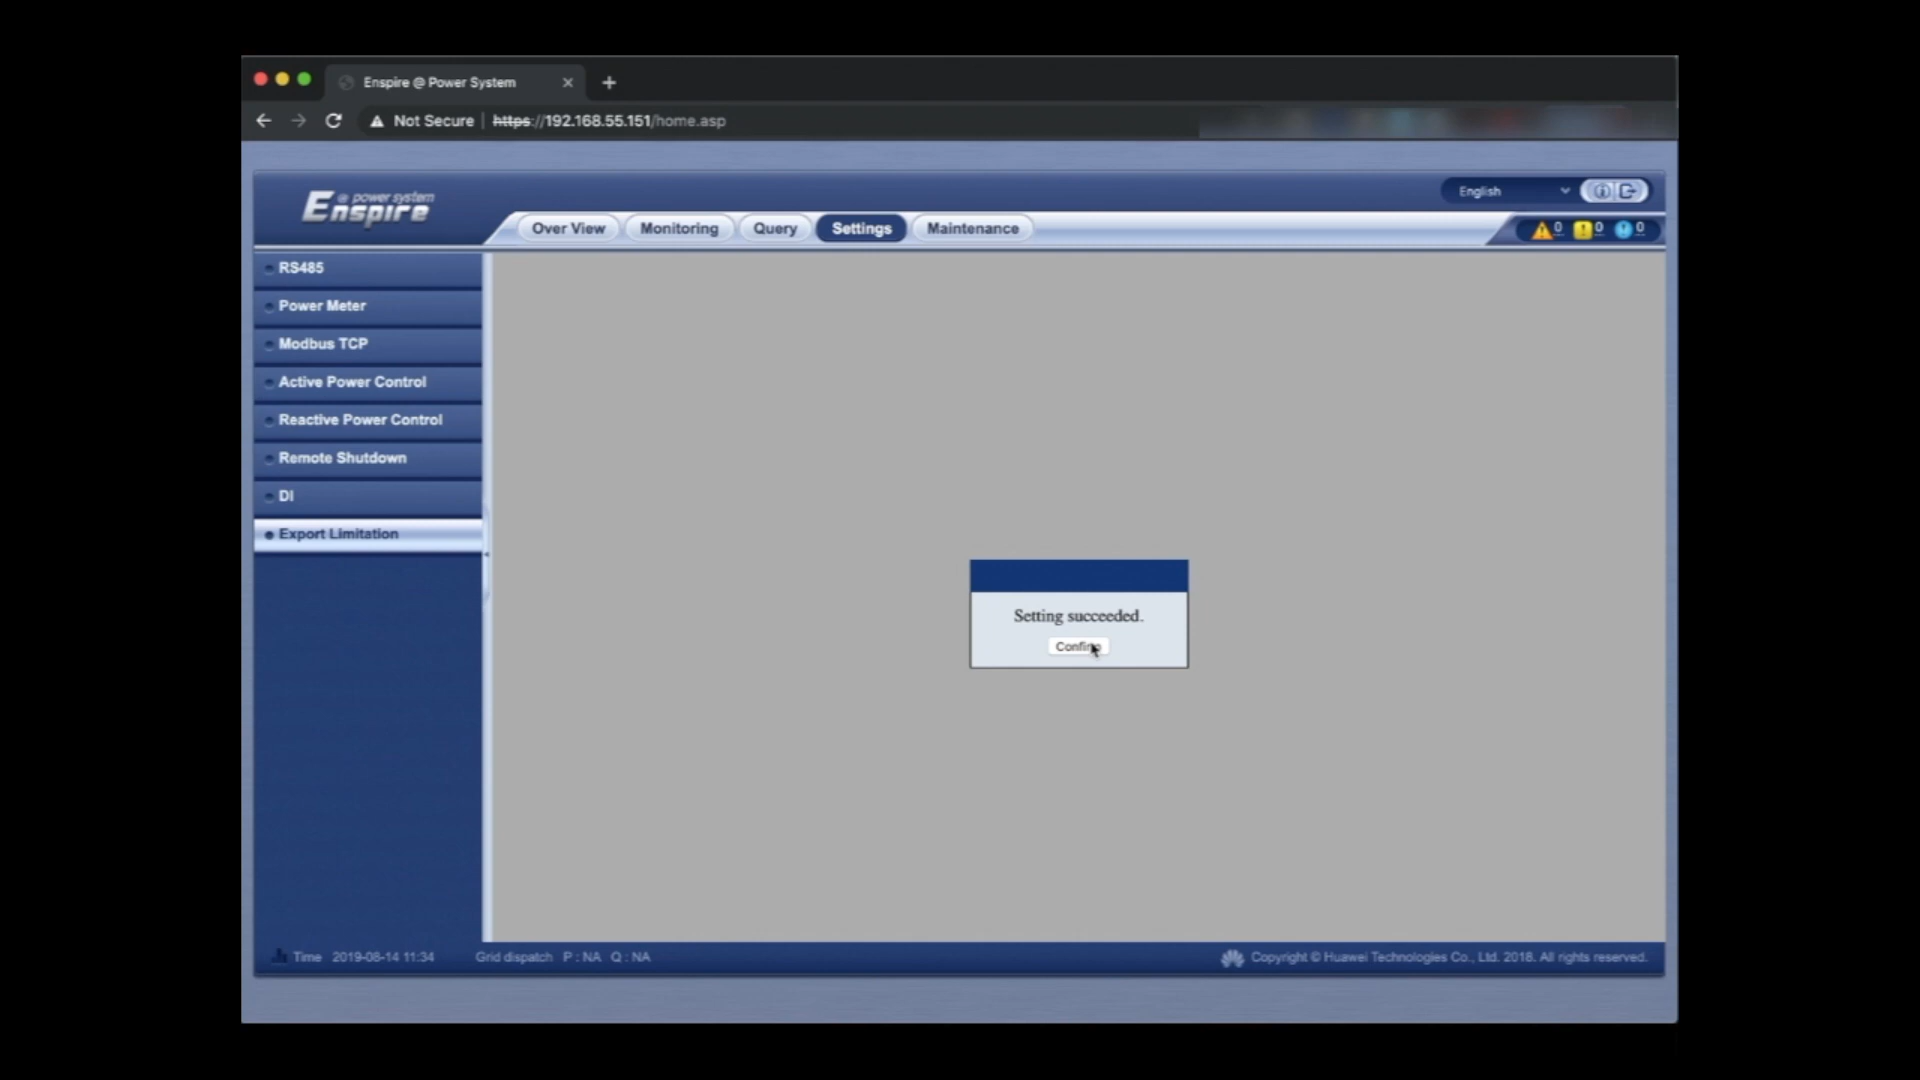 Enspire @ Power System
Not Secure | https://192.168.55.151/home.asp
@ power system
Enspire
English
Over View
Monitoring
Query
Settings
Maintenance
0
0
0
RS485
Power Meter
Modbus TCP
Active Power Control
Reactive Power Control
Remote Shutdown
DI
Export Limitation
Setting succeeded.
Time 2019-08-14 11:34
Grid dispatch P : NA Q : NA
Copyright © Huawei Technologies Co., Ltd. 2018. All rights reserved.